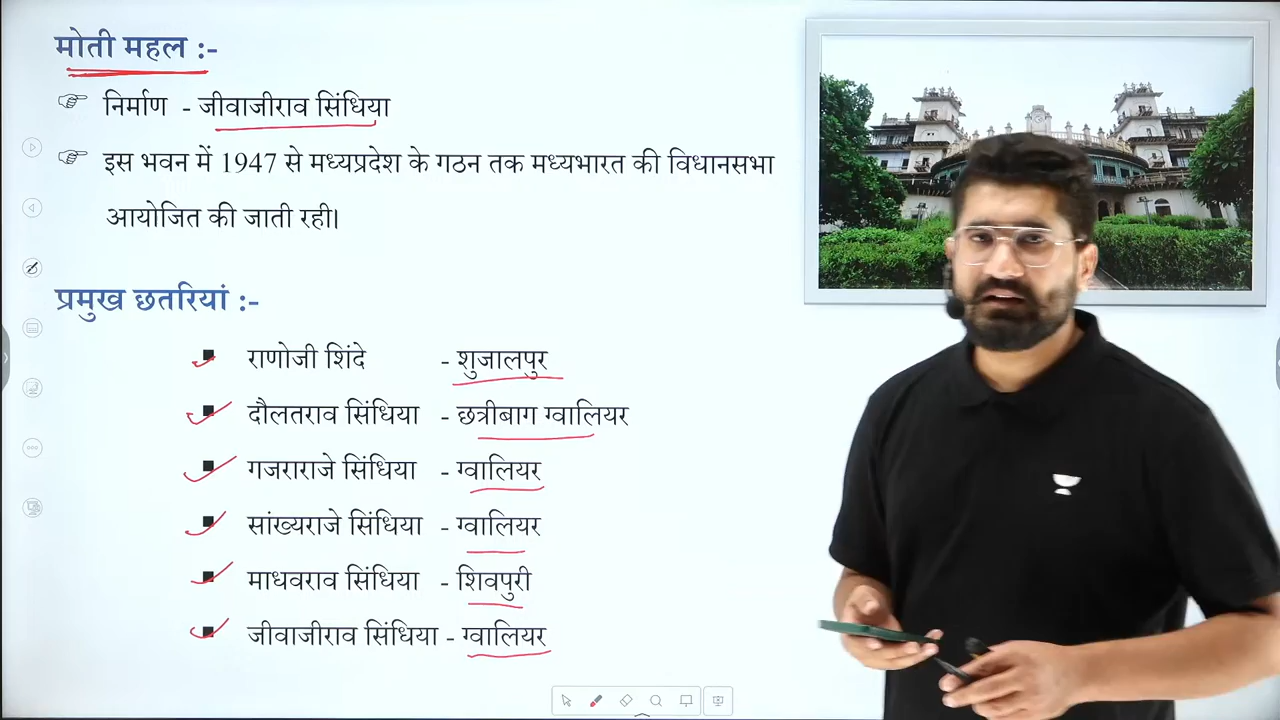 मोती महल :-
निर्माण - जीवाजीराव सिंधिया
इस भवन में 1947 से मध्यप्रदेश के गठन तक मध्यभारत की विधानसभा
आयोजित की जाती रही।
प्रमुख छतरियां :-
राणोजी शिंदे - शुजालपुर
दौलतराव सिंधिया - छत्रीबाग ग्वालियर
गजराराजे सिंधिया - ग्वालियर
सांख्यराजे सिंधिया - ग्वालियर
माधवराव सिंधिया - शिवपुरी
जीवाजीराव सिंधिया - ग्वालियर